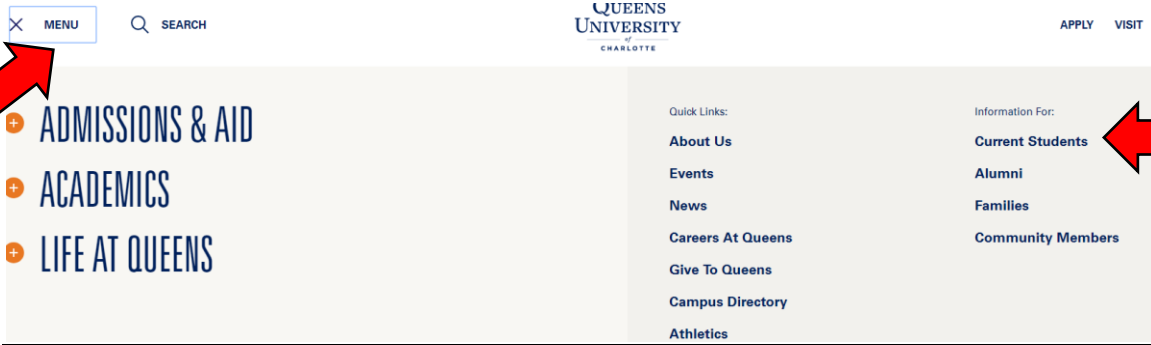 MENU
SEARCH
QUEENS
UNIVERSITY
of
CHARLOTTE
APPLY
VISIT
ADMISSIONS & AID
ACADEMICS
LIFE AT QUEENS
Quick Links:
About Us
Events
News
Careers At Queens
Give To Queens
Campus Directory
Athletics
Information For:
Current Students
Alumni
Families
Community Members